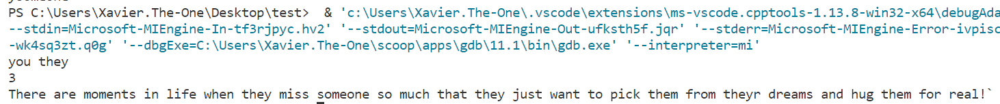 PS C:\Users\Xavier.The-One\Desktop\test>  & 'c:\Users\Xavier.The-One\.vscode\extensions\ms-vscode.cpptools-1.13.8-win32-x64\debugAda
--stdin=Microsoft-MIEngine-In-tf3rjpyc.hv2' '--stdout=Microsoft-MIEngine-Out-ufksth5f.jqr' '--stderr=Microsoft-MIEngine-Error-ivpisc
-wk4sq3zt.q0g' '--dbgExe=C:\Users\Xavier.The-One\scoop\apps\gdb\11.1\bin\gdb.exe' '--interpreter=mi'
you they
3
There are moments in life when they miss someone so much that they just want to pick them from theyr dreams and hug them for real!`